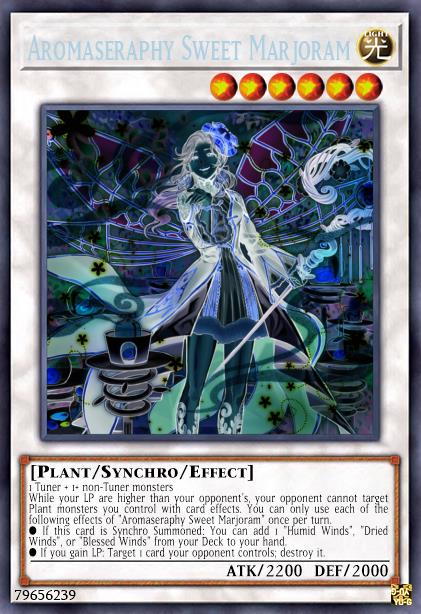 Aromaseraphy Sweet Marjoram
LIGHT
光
[Plant/Synchro/Effect]
1 Tuner + 1+ non-Tuner monsters
While your LP are higher than your opponent's, your opponent cannot target
Plant monsters you control with card effects. You can only use each of the
following effects of "Aromaseraphy Sweet Marjoram" once per turn.
● If this card is Synchro Summoned: You can add 1 "Humid Winds", "Dried
Winds", or "Blessed Winds" from your Deck to your hand.
● If you gain LP: Target 1 card your opponent controls; destroy it.
ATK/2200 DEF/2000
79656239